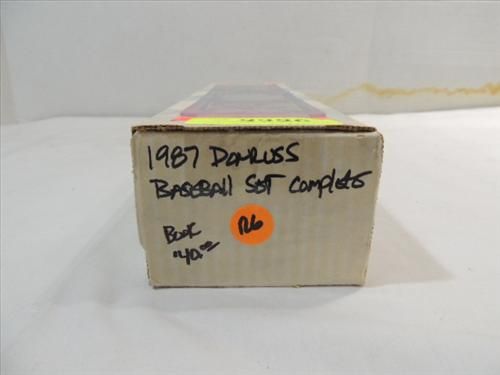 1987 Donruss
Baseball Set Complete
Book
"40.00
R6